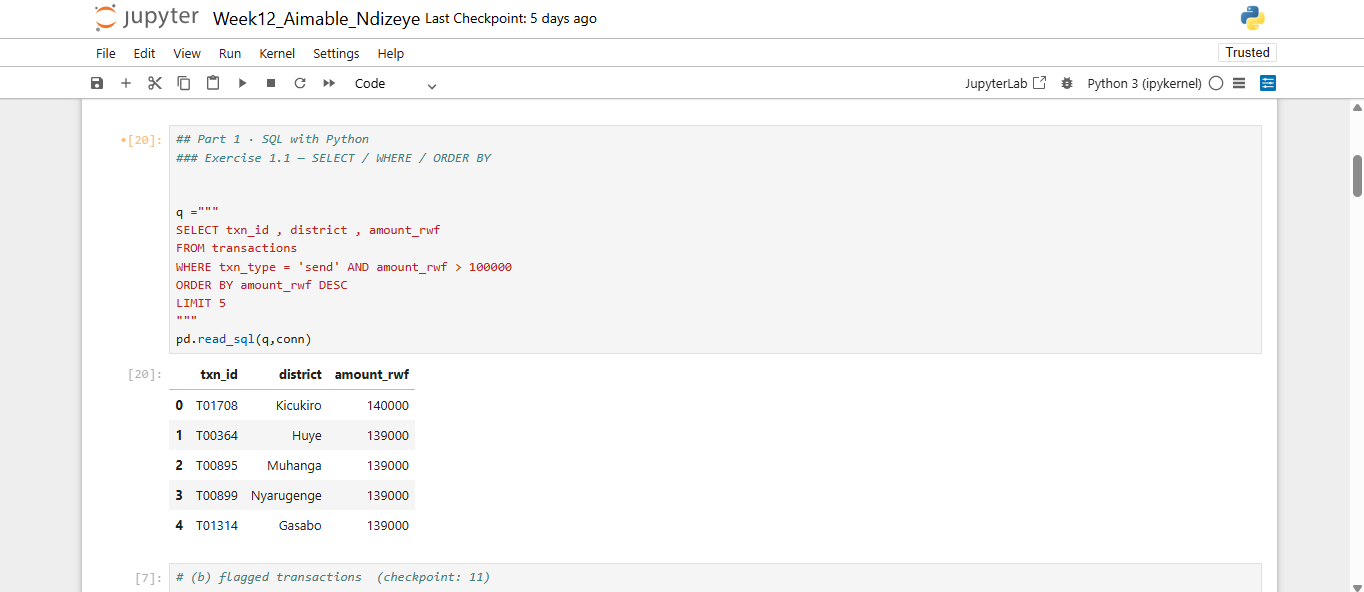 jupyter Week12_Aimable_Ndizeye Last Checkpoint: 5 days ago
File Edit View Run Kernel Settings Help Trusted
Code JupyterLab Python 3 (ipykernel)
•[20]: ## Part 1 · SQL with Python
### Exercise 1.1 — SELECT / WHERE / ORDER BY
q ="""
SELECT txn_id , district , amount_rwf
FROM transactions
WHERE txn_type = 'send' AND amount_rwf > 100000
ORDER BY amount_rwf DESC
LIMIT 5
"""
pd.read_sql(q,conn)
[20]: txn_id district amount_rwf
0 T01708 Kicukiro 140000
1 T00364 Huye 139000
2 T00895 Muhanga 139000
3 T00899 Nyarugenge 139000
4 T01314 Gasabo 139000
[7]: # (b) flagged transactions (checkpoint: 11)